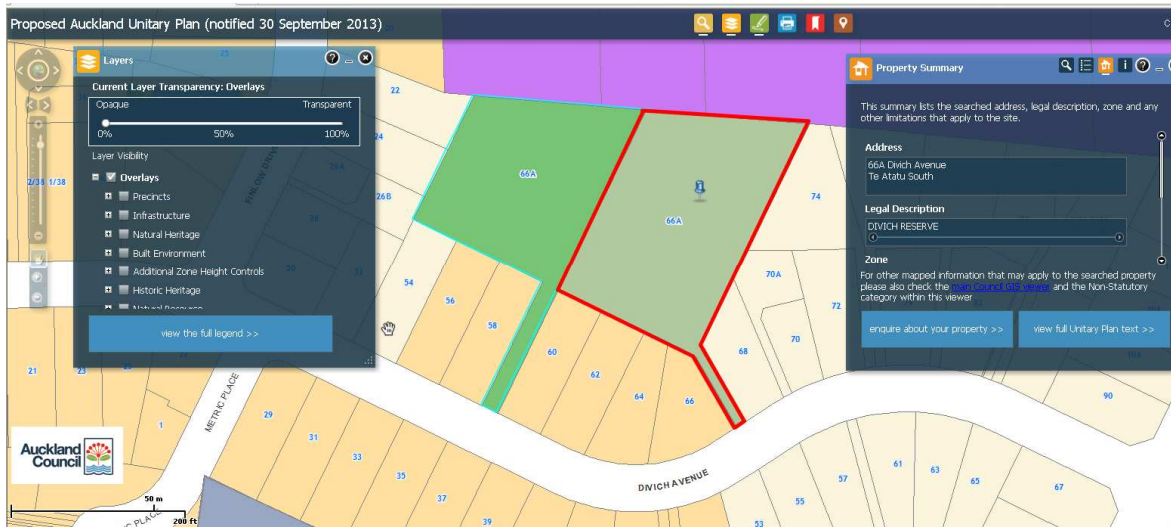 Proposed Auckland Unitary Plan (notified 30 September 2013)
Layers
Current Layer Transparency: Overlays
Opaque Transparent
0% 50% 100%
Layer Visibility
Overlays
Precincts
Infrastructure
Natural Heritage
Built Environment
Additional Zone Height Controls
Historic Heritage
view the full legend >>
Property Summary
This summary lists the searched address, legal description, zone and any
other limitations that apply to the site.
Address
66A Divich Avenue
Te Atatu South
Legal Description
DIVICH RESERVE
Zone
For other mapped information that may apply to the searched property
please also check the main Council GIS viewer and the Non-Statutory
category within this viewer
enquire about your property >>
view full Unitary Plan text >>
22
24
26B
2/38 1/38
66A
66A
74
70A
72
54
56
58
60
62
64
66
68
70
90
21
23
1
29
31
33
35
37
39
53
55
57
61
63
65
67
METRIC PLACE
DIVICH AVENUE
Auckland
Council
50 m
200 ft